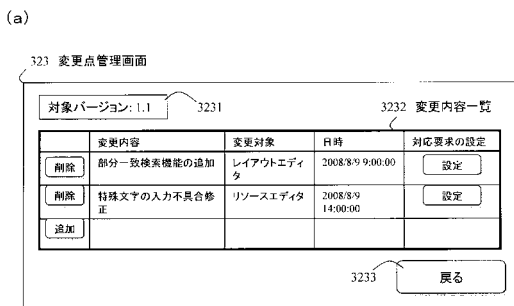 (a)
323 変更点管理画面
対象バージョン: 1.1
3231
3232 変更内容一覧
変更内容 変更対象 日時 対応要求の設定
削除 部分一致検索機能の追加 レイアウトエディ 2008/8/9 9:00:00 設定
タ
削除 特殊文字の入力不具合修 リソースエディタ 2008/8/9 設定
正 14:00:00
追加
3233 戻る